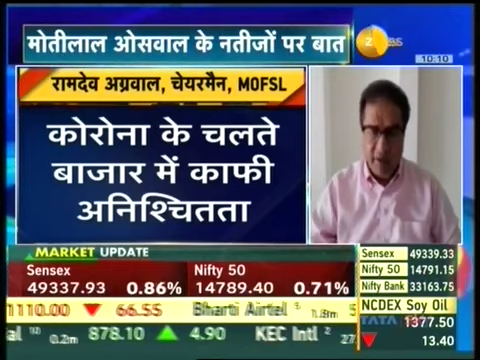 मोतीलाल ओसवाल के नतीजों पर बात
10:10
रामदेव अग्रवाल, चेयरमैन, MOFSL
कोरोना के चलते
बाजार में काफी
अनिश्चितता
MARKET UPDATE
Sensex
49337.93 0.86%
Nifty 50
14789.40 0.71%
Sensex 49339.33
Nifty 50 14791.15
Nifty Bank 33163.75
NCDEX Soy Oil
1377.50
13.40
1110.00 66.55 Bharti Airtel
0.2m 878.10 4.90 KEC Intl